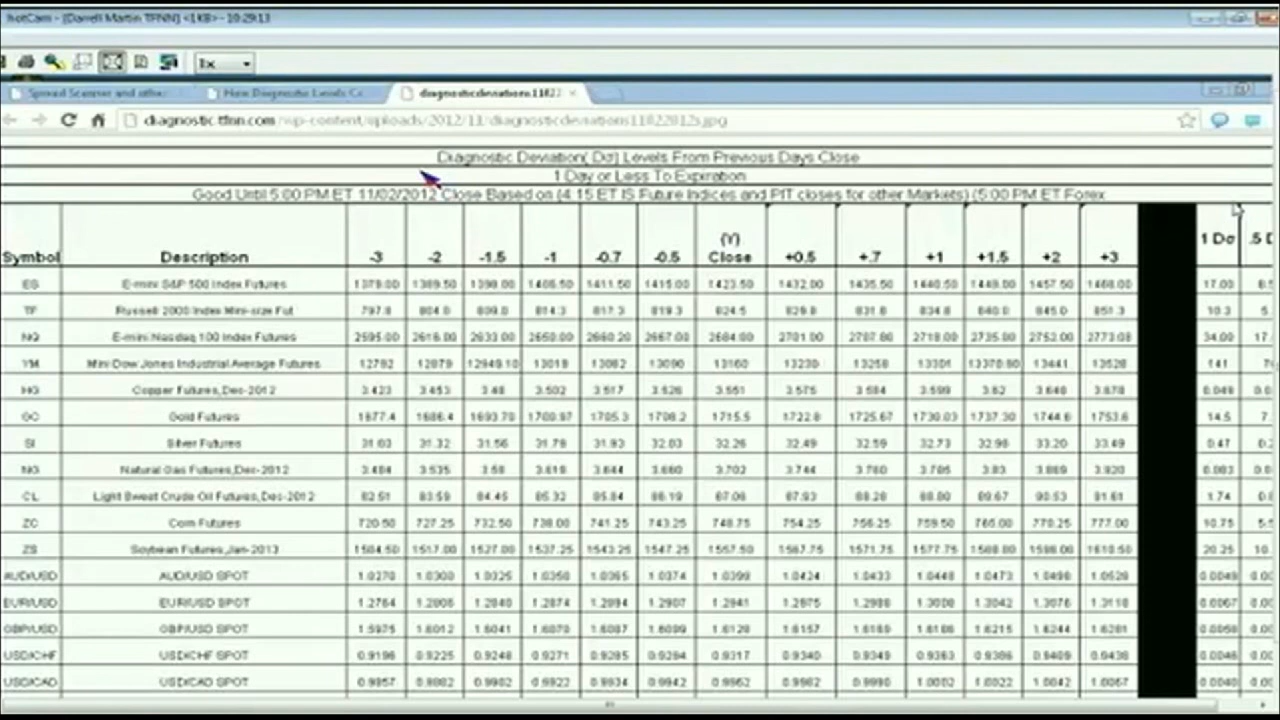 hotCam - [Darrell Martin TFNN] <1KB> - 10:29:13
1x
Spread Scanner and other New Diagnostic Levels Co diagnosticdeviations11022
diagnostic.tfnn.com/wp-content/uploads/2012/11/diagnosticdeviations11022012s.jpg
Diagnostic Deviation( Dσ) Levels From Previous Days Close
1 Day or Less To Expiration
Good Until 5:00 PM ET 11/02/2012 Close Based on (4:15 ET IS Future Indices and PIT closes for other Markets) (5:00 PM ET Forex
Symbol Description -3 -2 -1.5 -1 -0.7 -0.5 (Y) Close +0.5 +.7 +1 +1.5 +2 +3 1 Dσ .5 D
ES E-mini S&P 500 Index Futures 1379.00 1389.50 1398.00 1406.50 1411.50 1415.00 1423.50 1432.00 1435.50 1440.50 1449.00 1457.50 1468.00 17.00 8.5
TF Russell 2000 Index Mini-size Fut 797.8 804.0 809.0 814.3 817.3 819.3 824.5 829.8 831.8 834.8 840.0 845.0 851.3 10.3 5.
NQ E-mini Nasdaq 100 Index Futures 2595.00 2616.00 2633.00 2650.00 2660.20 2667.00 2684.00 2701.00 2707.80 2718.00 2735.00 2752.00 2773.08 34.00 17.
YM Mini Dow Jones Industrial Average Futures 12792 12879 12949.10 13019 13062 13090 13160 13230 13258 13301 13370.80 13441 13528 141
HG Copper Futures,Dec-2012 3.423 3.453 3.48 3.502 3.517 3.526 3.551 3.575 3.584 3.599 3.62 3.648 3.678 0.049 0.0
GC Gold Futures 1677.4 1686.4 1693.70 1700.97 1705.3 1708.2 1715.5 1722.8 1725.67 1730.03 1737.30 1744.6 1753.6 14.5 7.
SI Silver Futures 31.03 31.32 31.56 31.79 31.93 32.03 32.26 32.49 32.59 32.73 32.96 33.20 33.49 0.47 0.2
NG Natural Gas Futures,Dec-2012 3.484 3.535 3.58 3.619 3.644 3.660 3.702 3.744 3.760 3.785 3.83 3.869 3.920 0.083 0.0
CL Light Sweet Crude Oil Futures,Dec-2012 82.51 83.59 84.45 85.32 85.84 86.19 87.06 87.93 88.28 88.80 89.67 90.53 91.61 1.74 0.8
ZC Corn Futures 720.50 727.25 732.50 738.00 741.25 743.25 748.75 754.25 756.25 759.50 765.00 770.25 777.00 10.75 5.5
ZS Soybean Futures,Jan-2013 1504.50 1517.00 1527.00 1537.25 1543.25 1547.25 1557.50 1567.75 1571.75 1577.75 1588.00 1598.00 1610.50 20.25 10.
AUD/USD AUD/USD SPOT 1.0270 1.0300 1.0325 1.0350 1.0365 1.0374 1.0399 1.0424 1.0433 1.0448 1.0473 1.0498 1.0528 0.0049 0.00
EUR/USD EUR/USD SPOT 1.2764 1.2806 1.2840 1.2874 1.2894 1.2907 1.2941 1.2975 1.2988 1.3008 1.3042 1.3076 1.3118 0.0067 0.00
GBP/USD GBP/USD SPOT 1.5975 1.6012 1.6041 1.6070 1.6087 1.6099 1.6128 1.6157 1.6169 1.6186 1.6215 1.6244 1.6281 0.0058 0.00
USD/CHF USD/CHF SPOT 0.9196 0.9225 0.9248 0.9271 0.9285 0.9294 0.9317 0.9340 0.9349 0.9363 0.9386 0.9409 0.9438 0.0046 0.00
USD/CAD USD/CAD SPOT 0.9857 0.9882 0.9902 0.9922 0.9934 0.9942 0.9962 0.9982 0.9990 1.0002 1.0022 1.0042 1.0067 0.0040 0.00